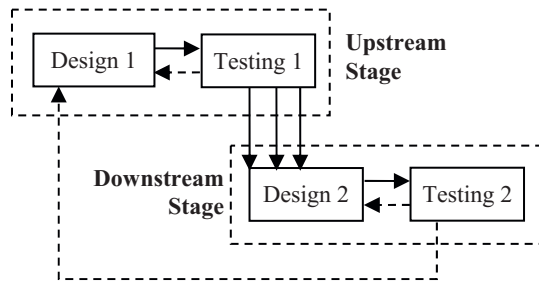 Design 1
Testing 1
Upstream
Stage
Downstream
Stage
Design 2
Testing 2